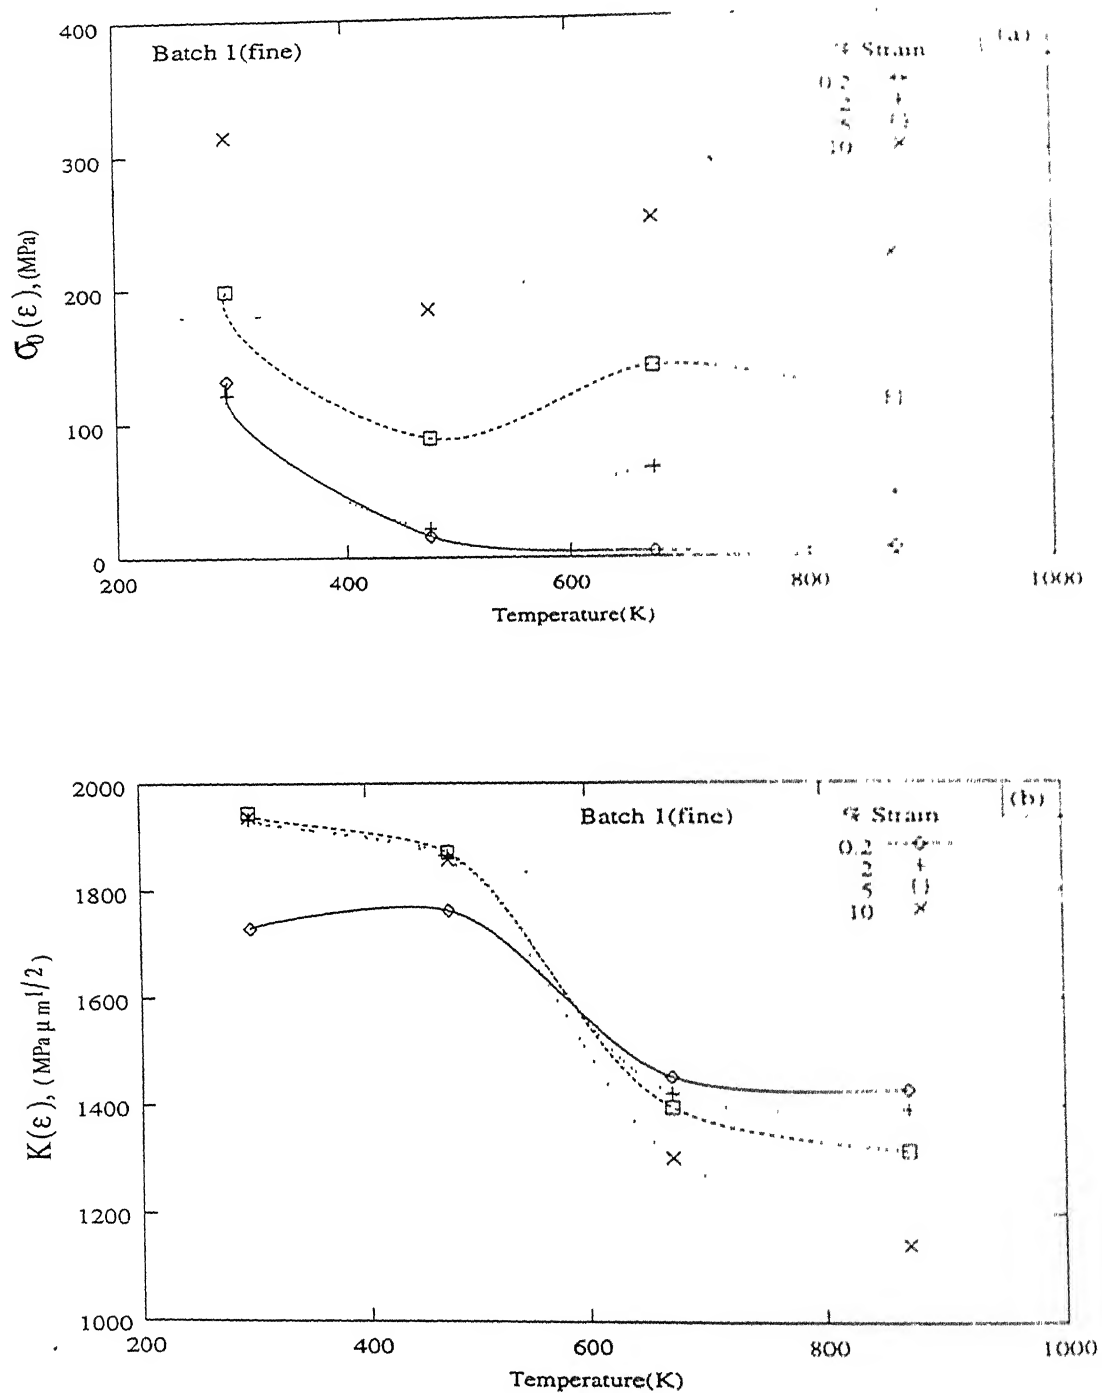 400
Batch 1(fine)
% Strain
(a)
0.2
2
5
10
300
200
100
0
σ₀(ε),(MPa)
200
400
600
800
1000
Temperature(K)
2000
Batch 1(fine)
% Strain
(b)
0.2
2
5
10
1800
1600
1400
1200
1000
K(ε), (MPa μm1/2)
200
400
600
800
1000
Temperature(K)